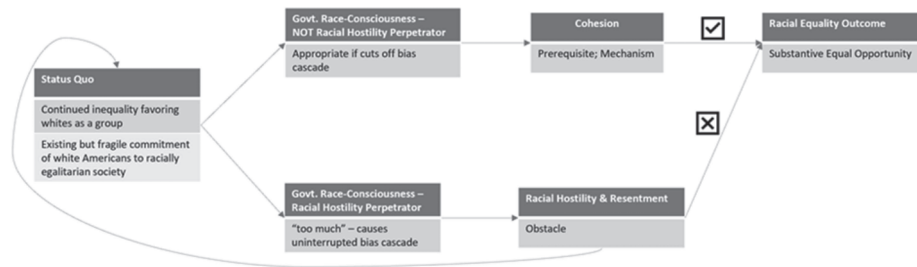 Status Quo
Continued inequality favoring
whites as a group
Existing but fragile commitment
of white Americans to racially
egalitarian society
Govt. Race-Consciousness –
NOT Racial Hostility Perpetrator
Appropriate if cuts off bias
cascade
Cohesion
Prerequisite; Mechanism
Racial Equality Outcome
Substantive Equal Opportunity
Govt. Race-Consciousness –
Racial Hostility Perpetrator
"too much" – causes
uninterrupted bias cascade
Racial Hostility & Resentment
Obstacle